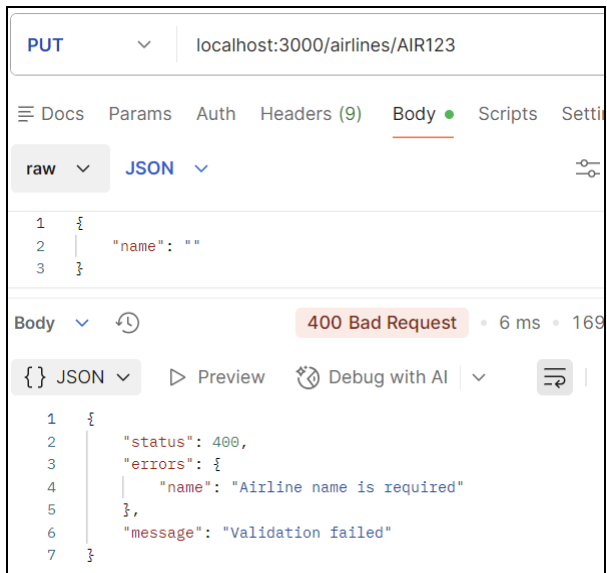 PUT localhost:3000/airlines/AIR123
Docs Params Auth Headers (9) Body Scripts
raw JSON
1 {
2 "name": ""
3 }
Body 400 Bad Request 6 ms 169
{} JSON Preview Debug with AI
1 {
2 "status": 400,
3 "errors": {
4 "name": "Airline name is required"
5 },
6 "message": "Validation failed"
7 }